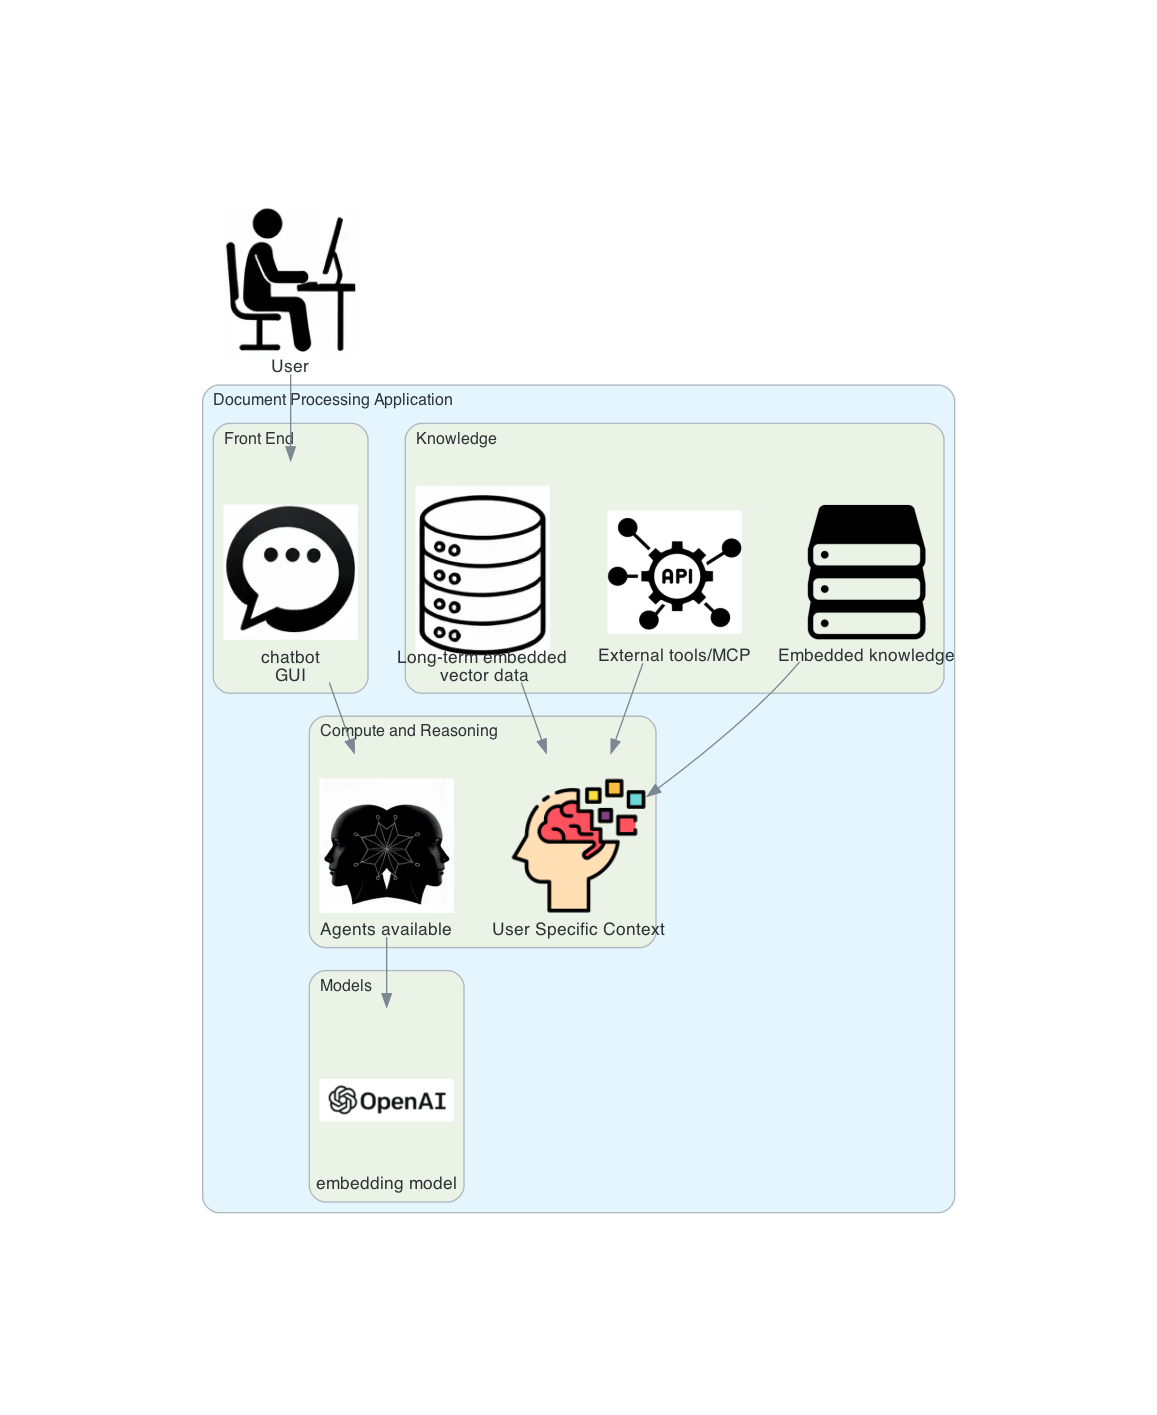 User
Document Processing Application
Front End
Knowledge
API
chatbot
GUI
Long-term embedded
vector data
External tools/MCP
Embedded knowledge
Compute and Reasoning
Agents available
User Specific Context
Models
OpenAI
embedding model